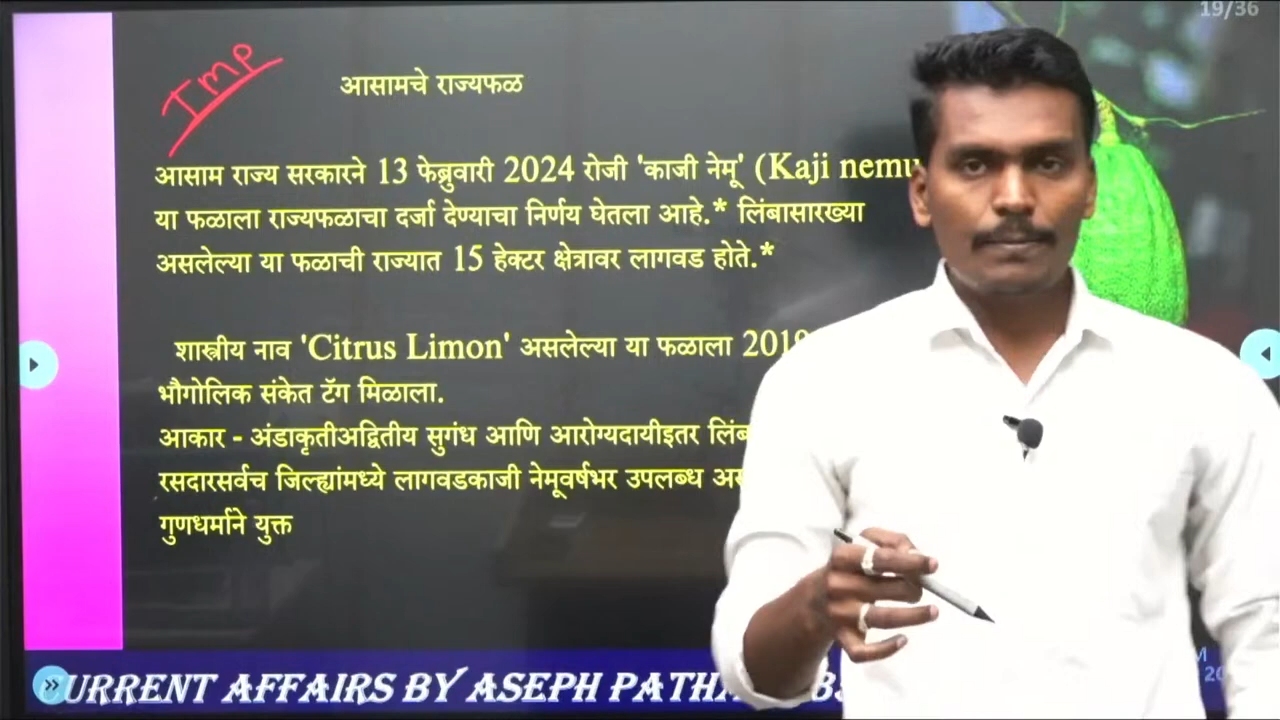 19/36
Imp
आसामचे राज्यफळ
आसाम राज्य सरकारने 13 फेब्रुवारी 2024 रोजी 'काजी नेमू' (Kaji nemu
या फळाला राज्यफळाचा दर्जा देण्याचा निर्णय घेतला आहे.* लिंबासारख्या
असलेल्या या फळाची राज्यात 15 हेक्टर क्षेत्रावर लागवड होते.*
शास्त्रीय नाव 'Citrus Limon' असलेल्या या फळाला
भौगोलिक संकेत टॅग मिळाला.
आकार - अंडाकृतीअद्वितीय सुगंध आणि आरोग्यदायीइतर
रसदारसर्वच जिल्ह्यांमध्ये लागवडकाजी नेमूवर्षभर उपलब्ध
गुणधर्माने युक्त
URRENT AFFAIRS BY ASEPH PATHA